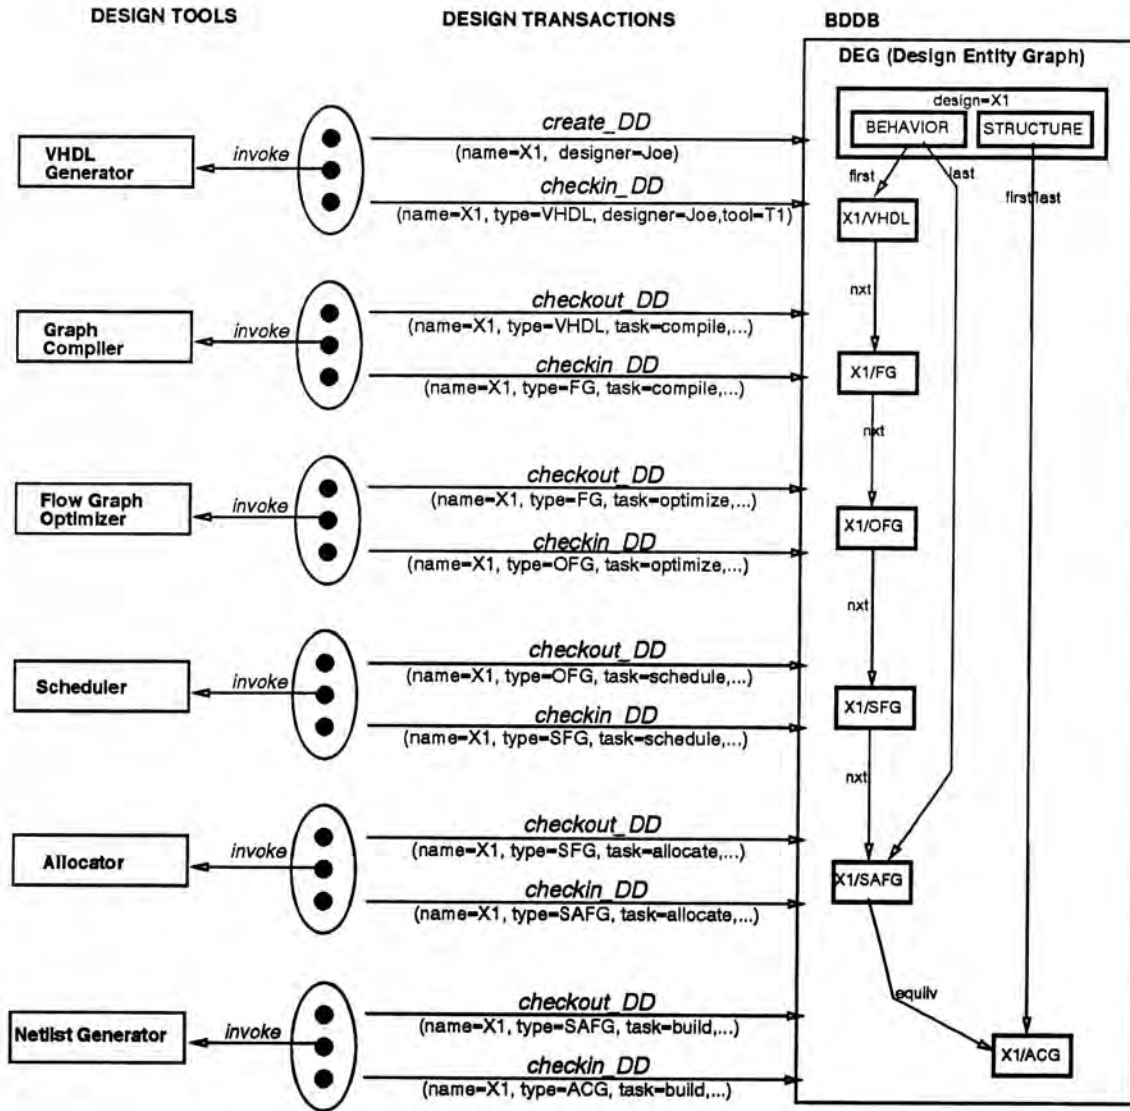 DESIGN TOOLS
DESIGN TRANSACTIONS
BDDB
DEG (Design Entity Graph)
design=X1
BEHAVIOR
STRUCTURE
VHDL
Generator
invoke
create_DD
(name=X1, designer=Joe)
checkin_DD
(name=X1, type=VHDL, designer=Joe,tool=T1)
first
last
first
last
X1/VHDL
nxt
Graph
Compiler
invoke
checkout_DD
(name=X1, type=VHDL, task=compile,...)
checkin_DD
(name=X1, type=FG, task=compile,...)
X1/FG
nxt
Flow Graph
Optimizer
invoke
checkout_DD
(name=X1, type=FG, task=optimize,...)
checkin_DD
(name=X1, type=OFG, task=optimize,...)
X1/OFG
nxt
Scheduler
invoke
checkout_DD
(name=X1, type=OFG, task=schedule,...)
checkin_DD
(name=X1, type=SFG, task=schedule,...)
X1/SFG
nxt
Allocator
invoke
checkout_DD
(name=X1, type=SFG, task=allocate,...)
checkin_DD
(name=X1, type=SAFG, task=allocate,...)
X1/SAFG
equiv
Netlist Generator
invoke
checkout_DD
(name=X1, type=SAFG, task=build,...)
checkin_DD
(name=X1, type=ACG, task=build,...)
X1/ACG